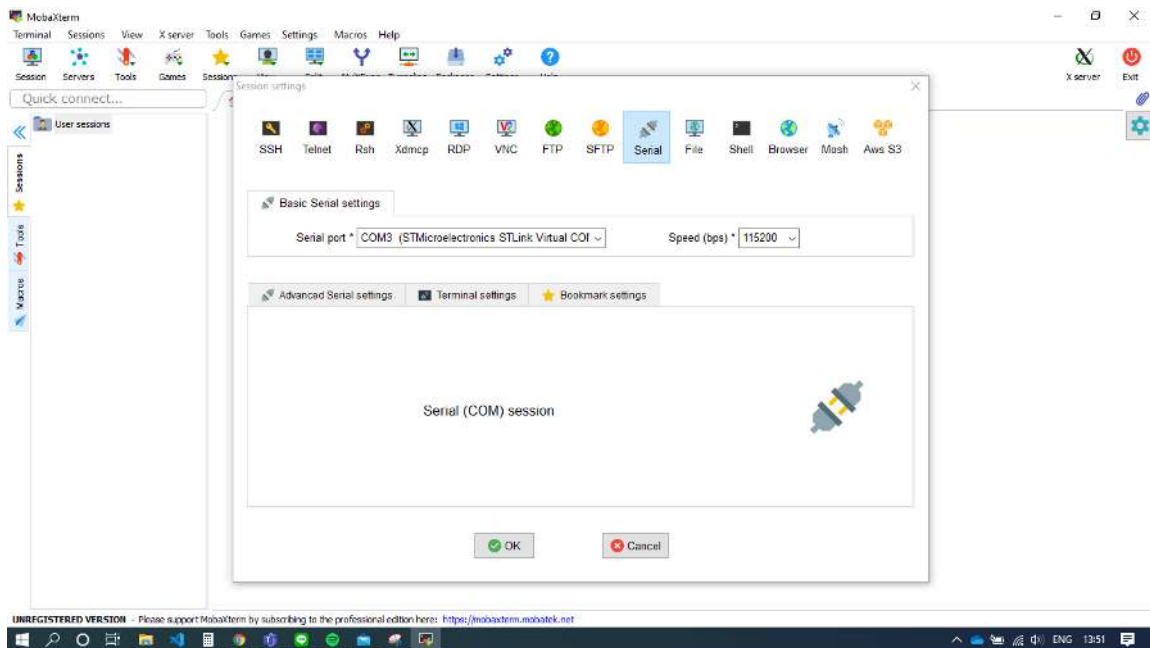 MobaXterm
Terminal Sessions View X server Tools Games Settings Macros Help
Session Servers Tools Games
X server Exit
Quick connect...
User sessions
Sessions
Tools
Macros
Session settings
SSH Telnet Rsh Xdmcp RDP VNC FTP SFTP Serial File Shell Browser Mosh Aws S3
Basic Serial settings
Serial port * COM3 (STMicroelectronics STLink Virtual COI
Speed (bps) * 115200
Advanced Serial settings Terminal settings Bookmark settings
Serial (COM) session
OK Cancel
UNREGISTERED VERSION - Please support MobaXterm by subscribing to the professional edition here: https://mobaxterm.mobatek.net
ENG 13:51